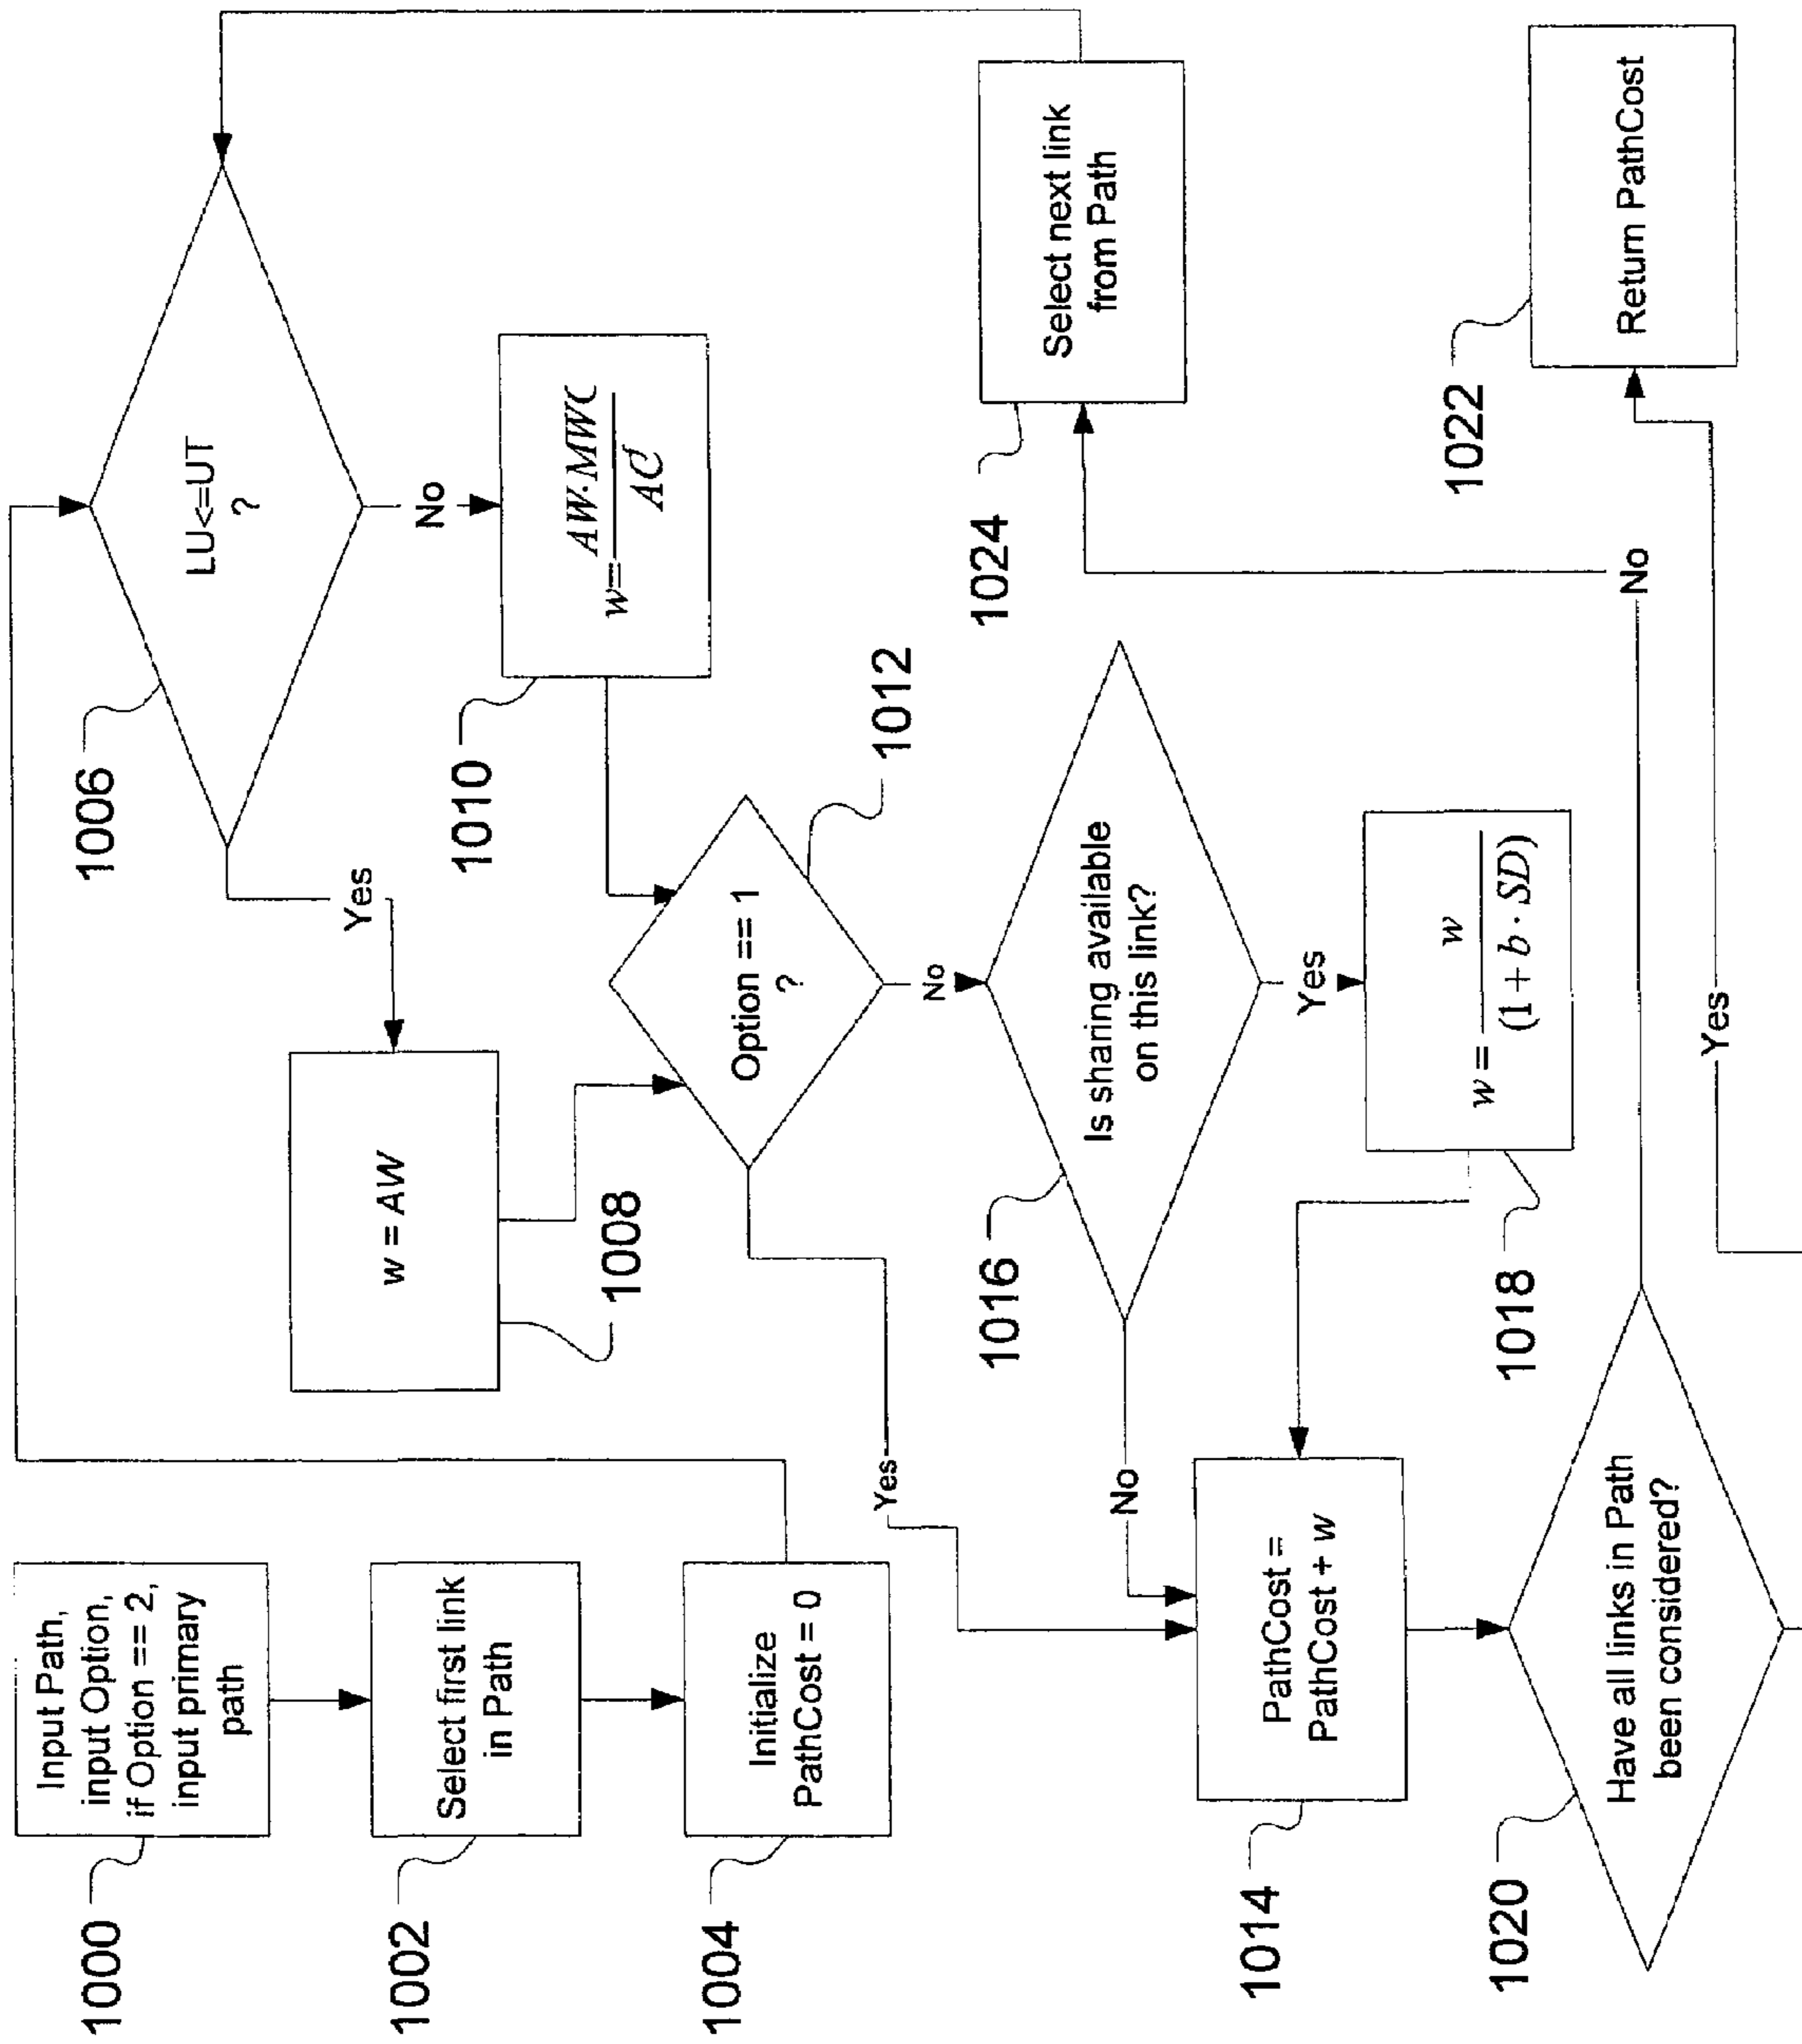 1000
Input Path,
input Option,
if Option == 2,
input primary
path
1002
Select first link
in Path
1004
Initialize
PathCost = 0
1006
LU<=UT
?
Yes
No
w = AW
1008
1010
w= AW·MWC
AC
1012
Option == 1
?
Yes
No
1016
Is sharing available
on this link?
No
Yes
1018
w = w
(1 + b · SD)
1014
PathCost =
PathCost + w
1020
Have all links in Path
been considered?
No
Yes
1024
Select next link
from Path
1022
Return PathCost